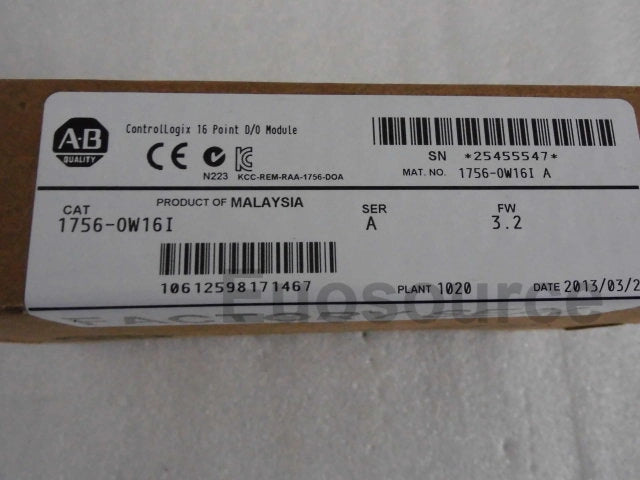 A-B
QUALITY
ControlLogix 16 Point D/O Module
CE
N223 KCC-REM-RAA-1756-DOA
SN *25455547*
MAT. NO. 1756-OW16I A
PRODUCT OF MALAYSIA
CAT
1756-OW16I
SER
A
FW
3.2
10612598171467
PLANT 1020
DATE 2013/03/2
Euosource